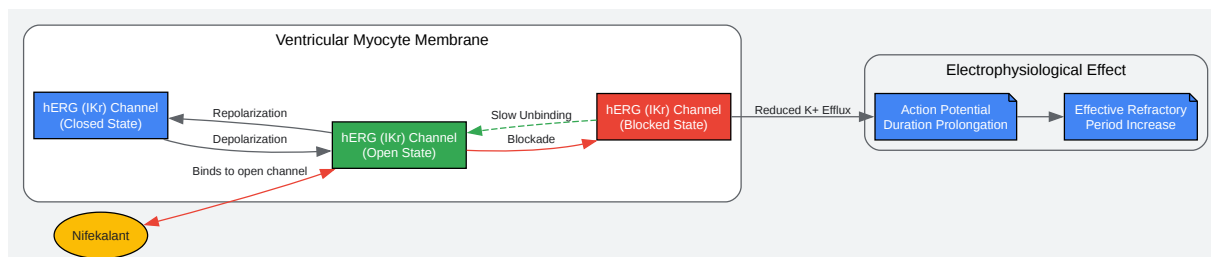 Ventricular Myocyte Membrane
Electrophysiological Effect
hERG (IKr) Channel
(Closed State)
Repolarization
Depolarization
hERG (IKr) Channel
(Open State)
Slow Unbinding
Blockade
hERG (IKr) Channel
(Blocked State)
Reduced K+ Efflux
Action Potential
Duration Prolongation
Effective Refractory
Period Increase
Binds to open channel
Nifekalant